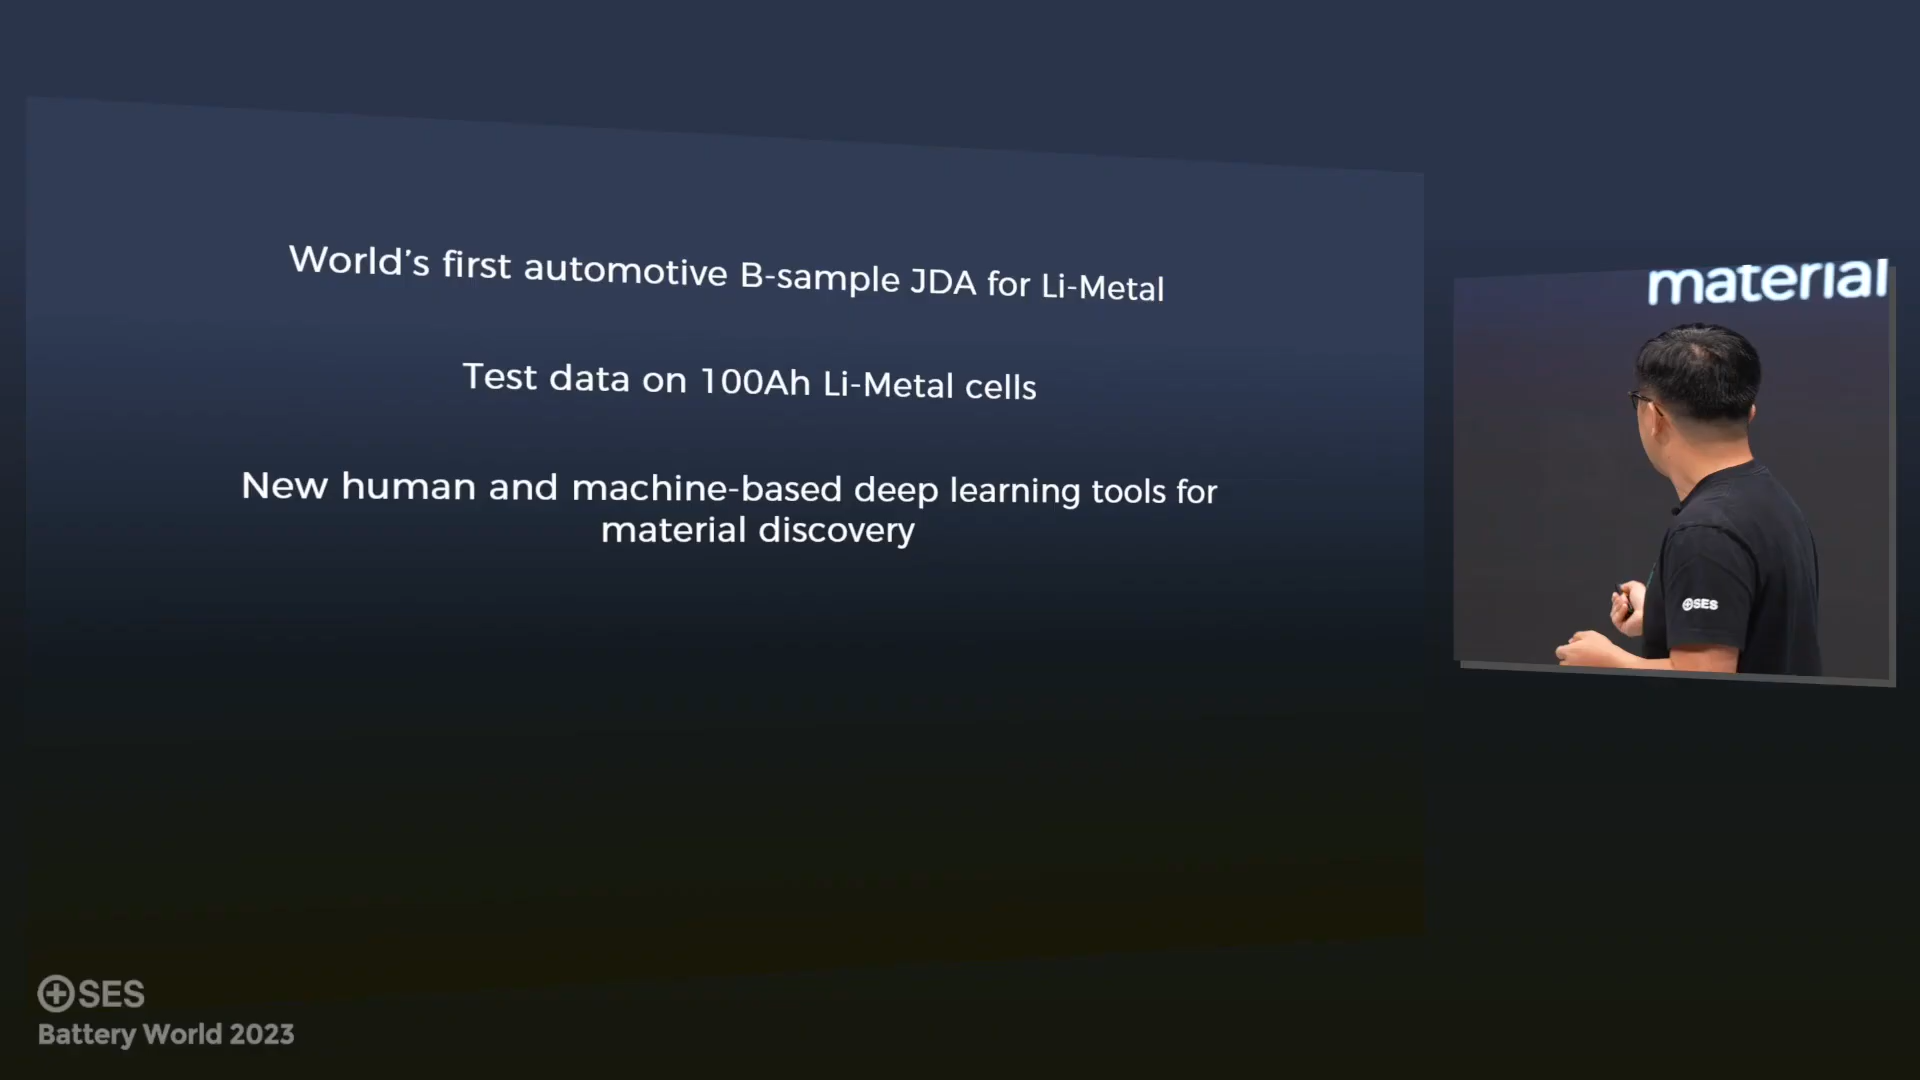 World's first automotive B-sample JDA for Li-Metal
Test data on 100Ah Li-Metal cells
New human and machine-based deep learning tools for
material discovery
material
SES
SES
Battery World 2023